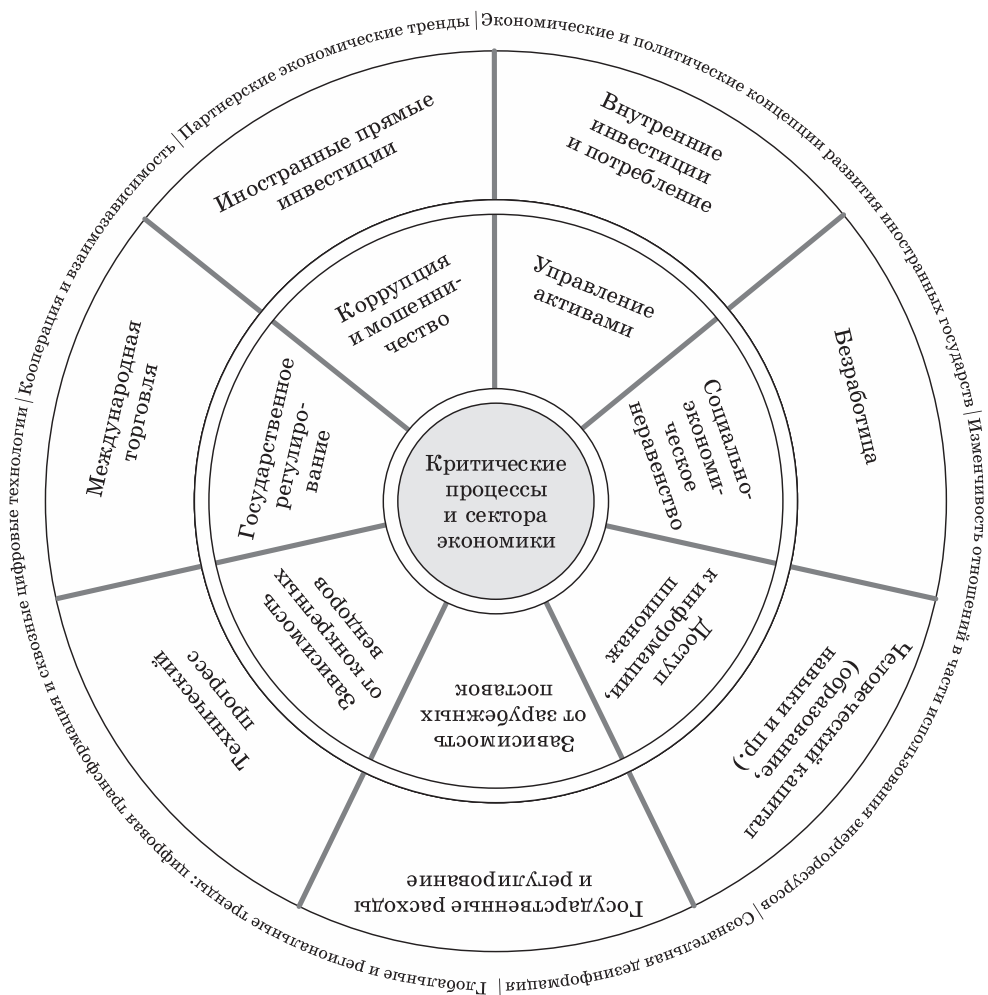 Партнерские экономические тренды |
Экономические и политические концепции развития иностранных государств |
Изменчивость отношений в части использования энергоресурсов |
Сознательная дезинформация |
Глобальные и региональные тренды: цифровая трансформация и сквозные цифровые технологии |
Кооперация и взаимозависимость |
Внутренние
инвестиции
и потребление
Безработица
Человеческий капитал
(образование,
навыки и пр.)
Государственные расходы
и регулирование
Технический
прогресс
Международная
торговля
Иностранные прямые
инвестиции
Управление
активами
Социально-
экономи-
ческое
неравенство
Доступ
к информации,
шпионаж
Зависимость
от зарубежных
поставок
Зависимость
от конкретных
вендоров
Государственное
регулиро-
вание
Коррупция
и мошенни-
чество
Критические
процессы
и сектора
экономики